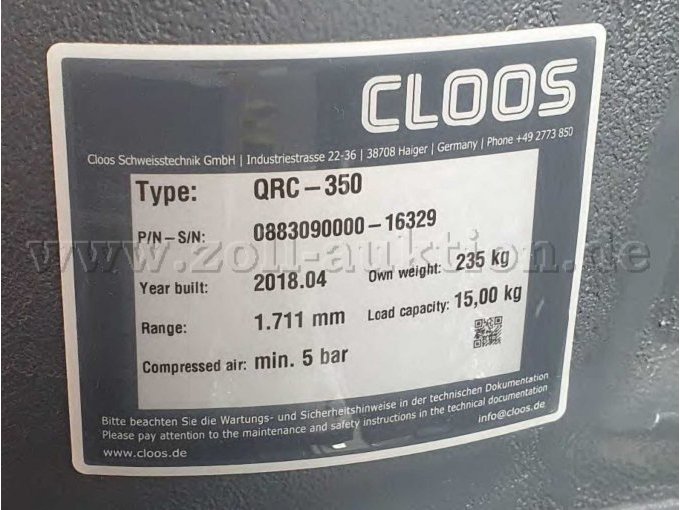 CLOOS
Cloos Schweisstechnik GmbH | Industriestrasse 22-36 | 38708 Haiger | Germany | Phone +49 2773 850
Type: QRC-350
P/N-S/N: 0883090000-16329
www.zoll-auktion.de
Year built: 2018.04 Own weight: 235 kg
Range: 1.711 mm Load capacity: 15,00 kg
Compressed air: min. 5 bar
Bitte beachten Sie die Wartungs- und Sicherheitshinweise in der technischen Dokumentation
Please pay attention to the maintenance and safety instructions in the technical documentation
www.cloos.de info@cloos.de